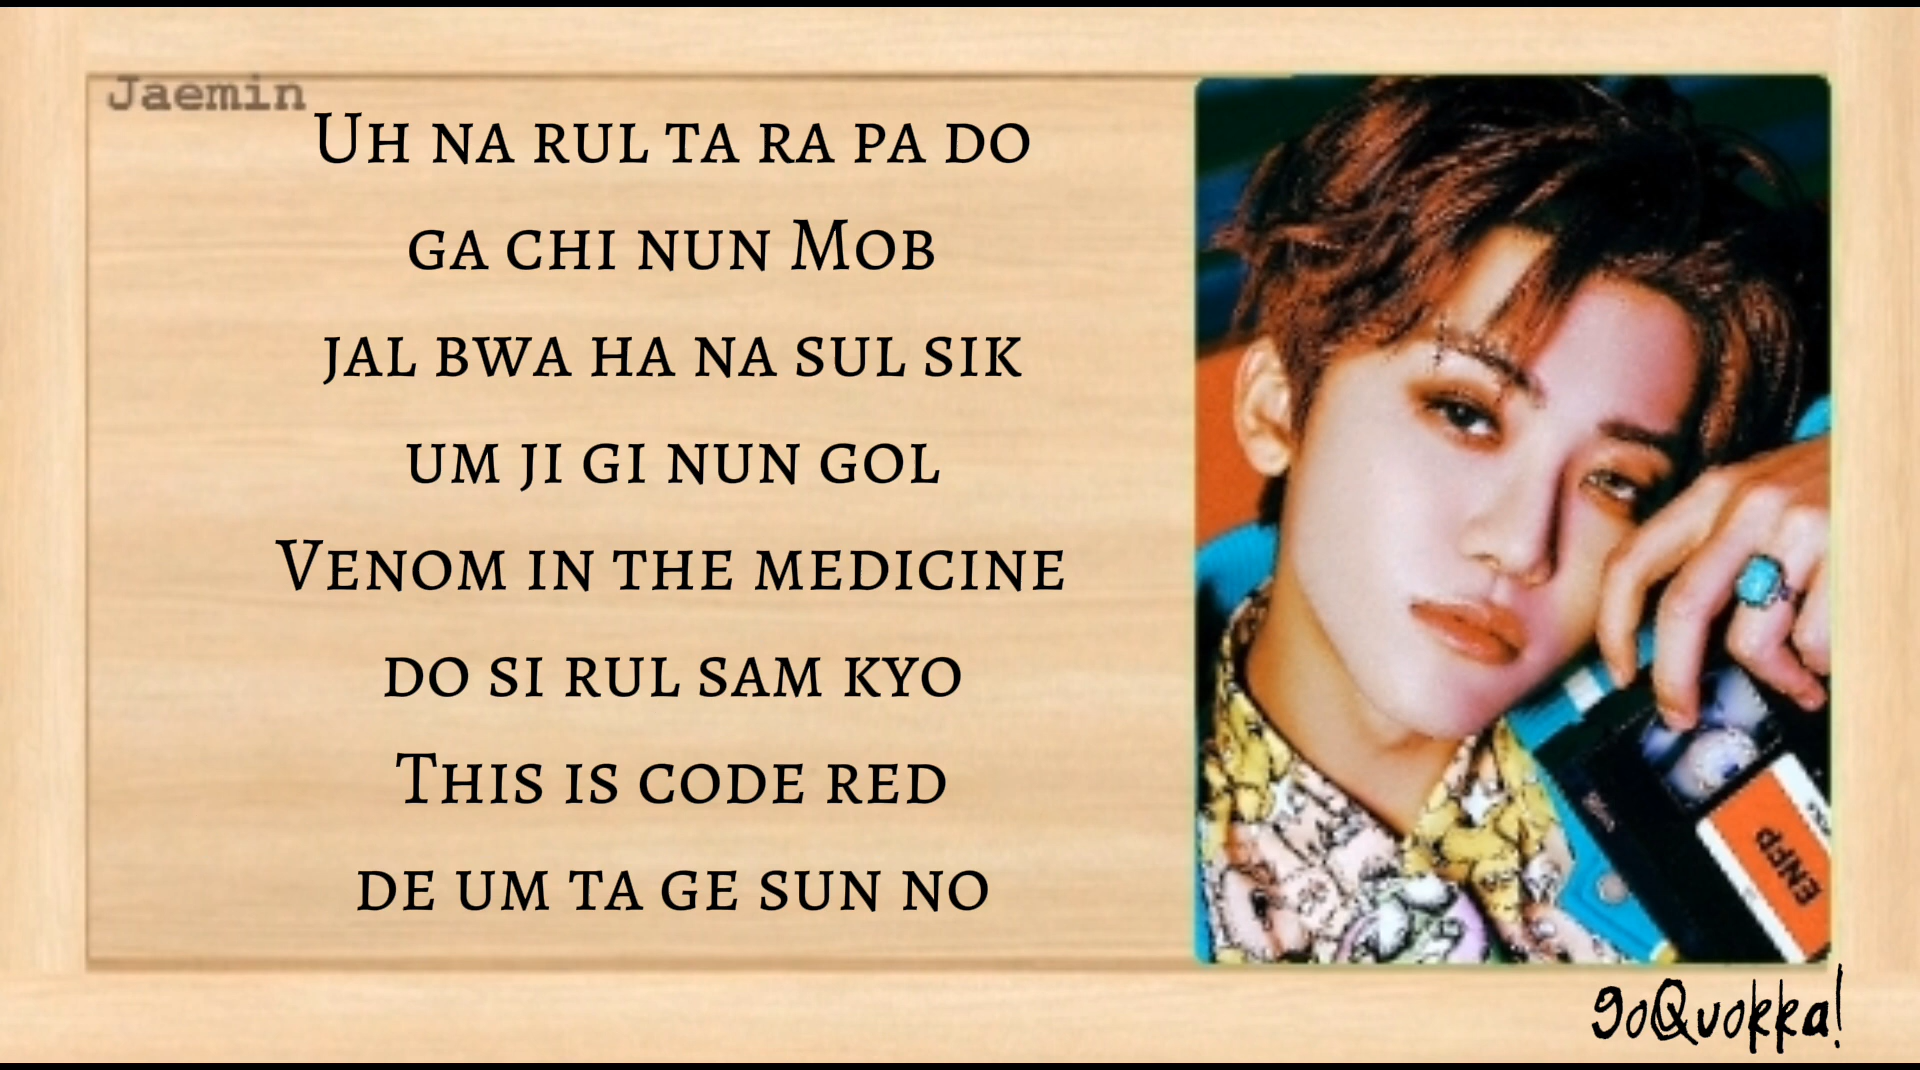 Jaemin
Uh na rul ta ra pa do
ga chi nun Mob
jal bwa ha na sul sik
um ji gi nun gol
Venom in the medicine
do si rul sam kyo
This is code red
de um ta ge sun no
ENFP
goQuokka!